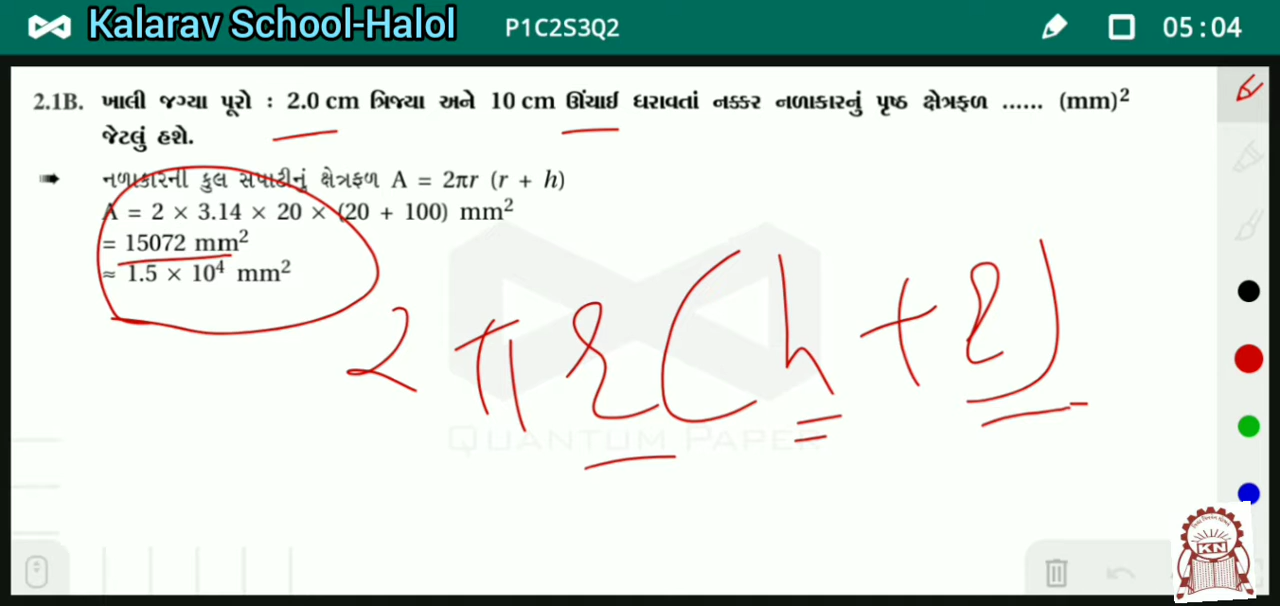 Kalarav School-Halol P1C2S3Q2 05:04
2.1B. ખાલી જગ્યા પૂરો : 2.0 cm ત્રિજ્યા અને 10 cm ઊંચાઈ ધરાવતાં નક્કર નળાકારનું પૃષ્ઠ ક્ષેત્રફળ ...... (mm)²
જેટલું હશે.
➠ નળાકારની કુલ સપાટીનું ક્ષેત્રફળ A = 2πr (r + h)
A = 2 × 3.14 × 20 × (20 + 100) mm²
= 15072 mm²
≈ 1.5 × 10⁴ mm²
2πr(h + r)
QUANTUM PAPER
KN